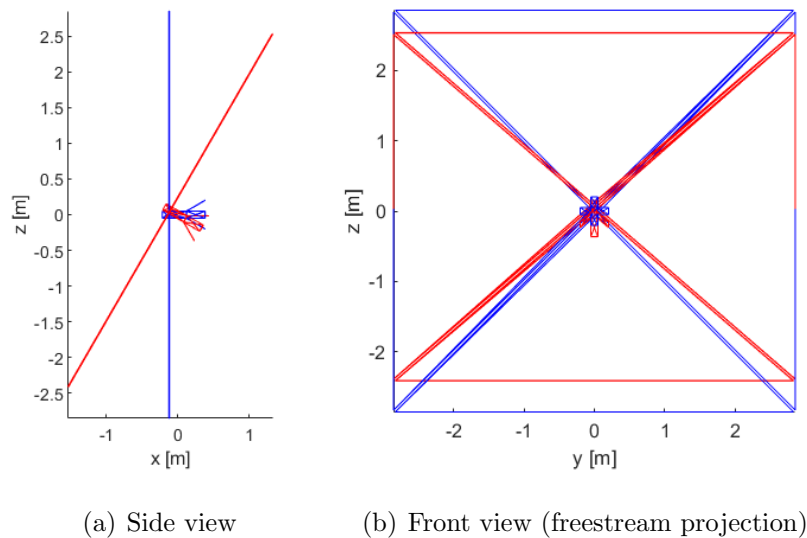 2.5
2
1.5
1
0.5
0
-0.5
-1
-1.5
-2
-2.5
z [m]
-1 0 1
x [m]
2
1
0
-1
-2
z [m]
-2 -1 0 1 2
y [m]
(a) Side view
(b) Front view (freestream projection)